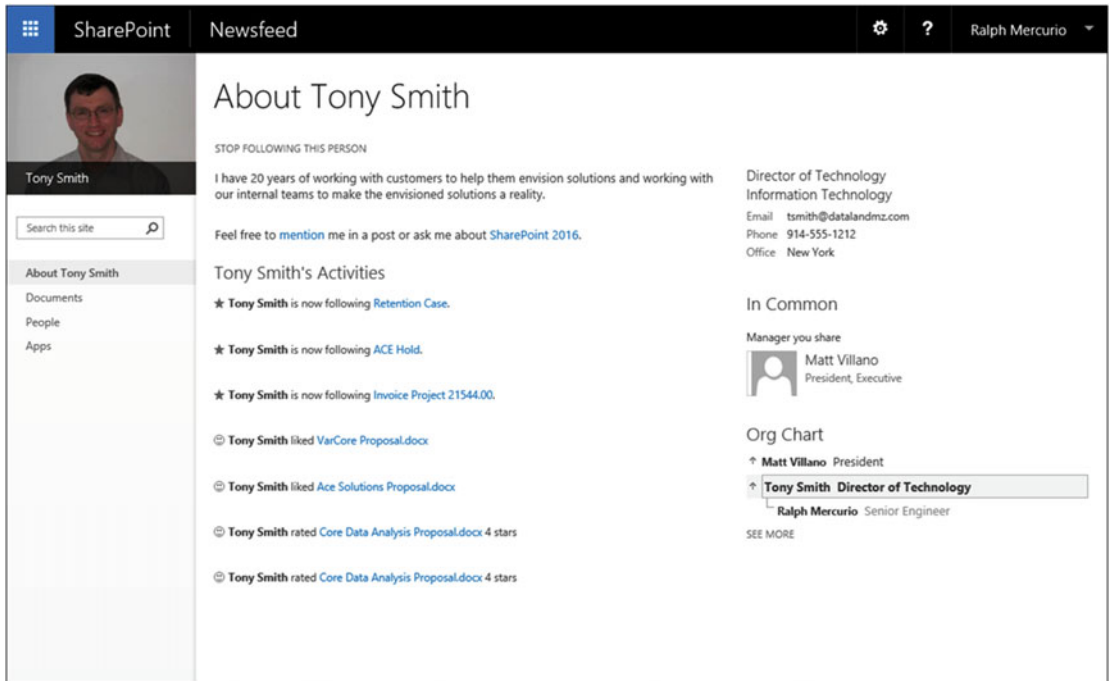 SharePoint Newsfeed ? Ralph Mercurio
Tony Smith
Search this site
About Tony Smith
Documents
People
Apps
About Tony Smith
STOP FOLLOWING THIS PERSON
I have 20 years of working with customers to help them envision solutions and working with
our internal teams to make the envisioned solutions a reality.
Feel free to mention me in a post or ask me about SharePoint 2016.
Tony Smith's Activities
Tony Smith is now following Retention Case.
Tony Smith is now following ACE Hold.
Tony Smith is now following Invoice Project 21544.00.
Tony Smith liked VarCore Proposal.docx
Tony Smith liked Ace Solutions Proposal.docx
Tony Smith rated Core Data Analysis Proposal.docx 4 stars
Tony Smith rated Core Data Analysis Proposal.docx 4 stars
Director of Technology
Information Technology
Email tsmith@datalandmz.com
Phone 914-555-1212
Office New York
In Common
Manager you share
Matt Villano
President, Executive
Org Chart
Matt Villano President
Tony Smith Director of Technology
Ralph Mercurio Senior Engineer
SEE MORE